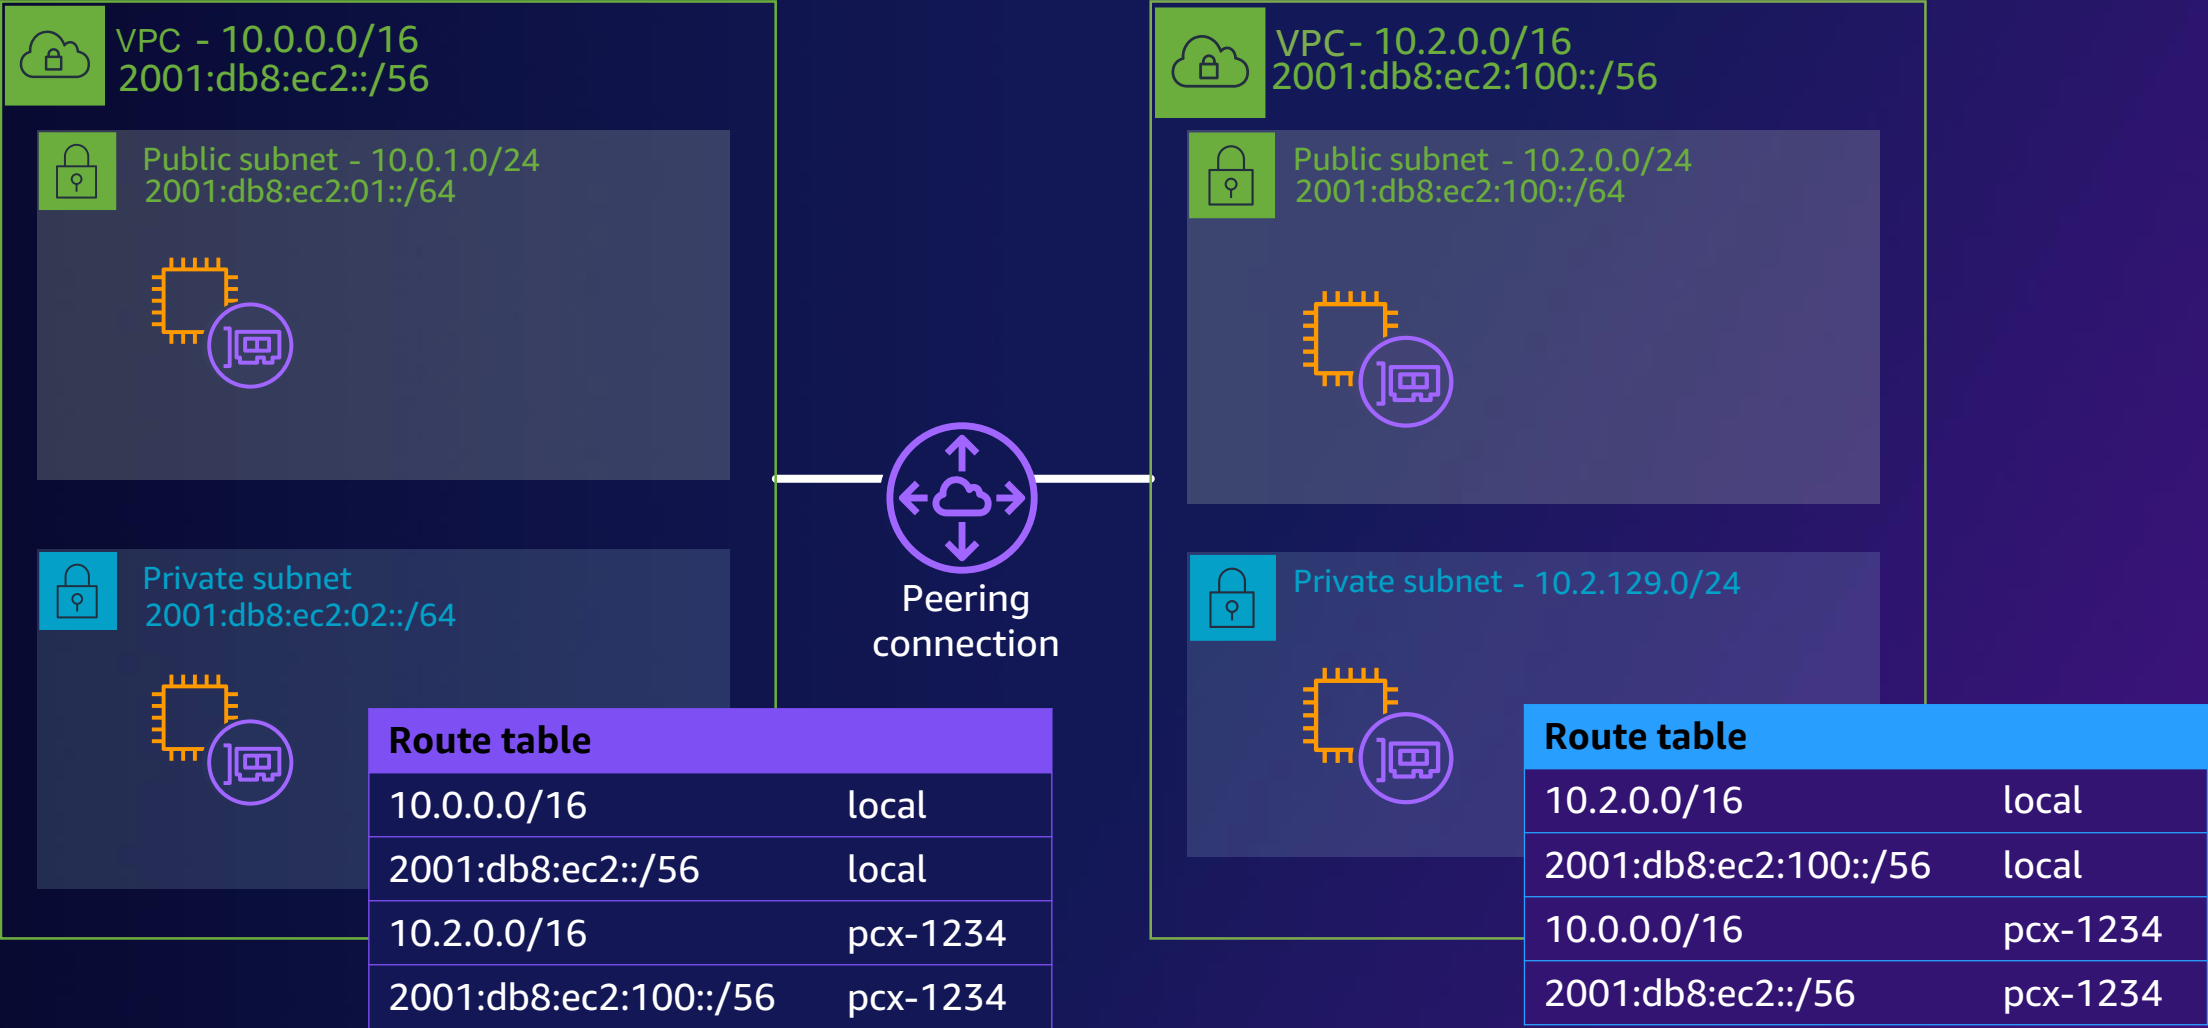 VPC - 10.0.0.0/16
2001:db8:ec2::/56
Public subnet - 10.0.1.0/24
2001:db8:ec2:01::/64
Private subnet
2001:db8:ec2:02::/64
Route table
10.0.0.0/16 local
2001:db8:ec2::/56 local
10.2.0.0/16 pcx-1234
2001:db8:ec2:100::/56 pcx-1234
Peering
connection
VPC- 10.2.0.0/16
2001:db8:ec2:100::/56
Public subnet - 10.2.0.0/24
2001:db8:ec2:100::/64
Private subnet - 10.2.129.0/24
Route table
10.2.0.0/16 local
2001:db8:ec2:100::/56 local
10.0.0.0/16 pcx-1234
2001:db8:ec2::/56 pcx-1234